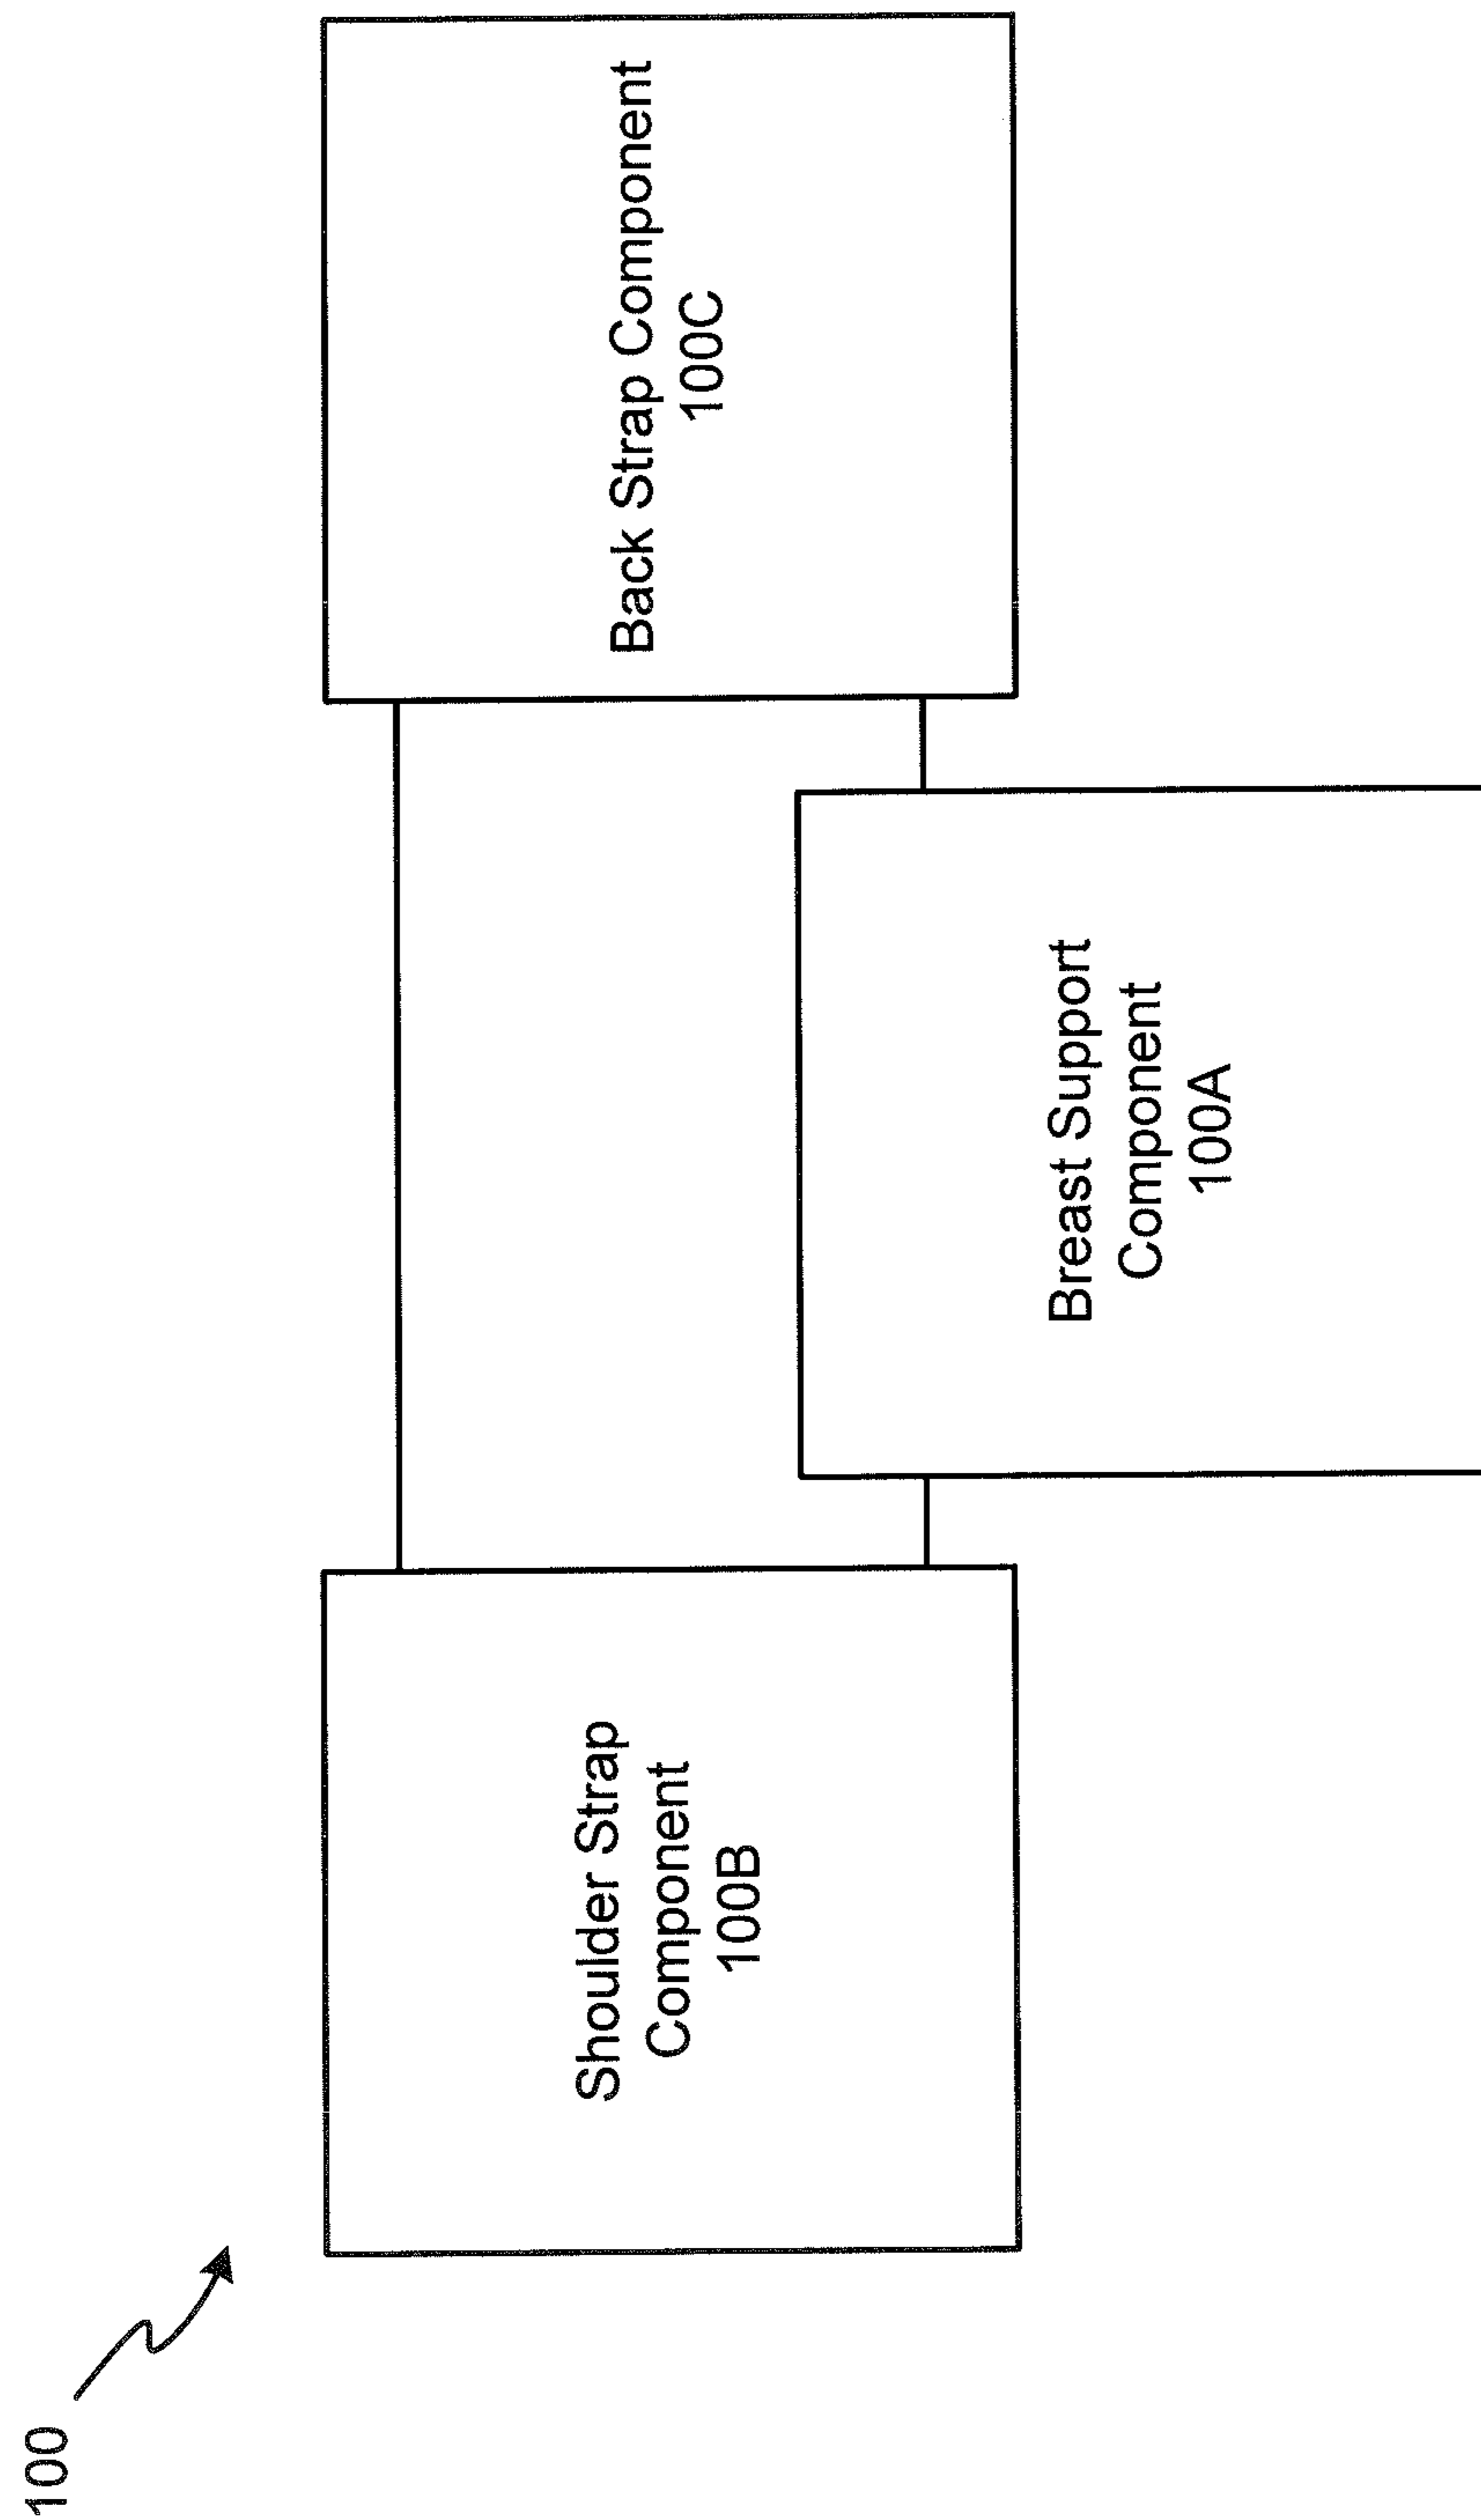 100
Shoulder Strap
Component
100B
Back Strap Component
100C
Breast Support
Component
100A